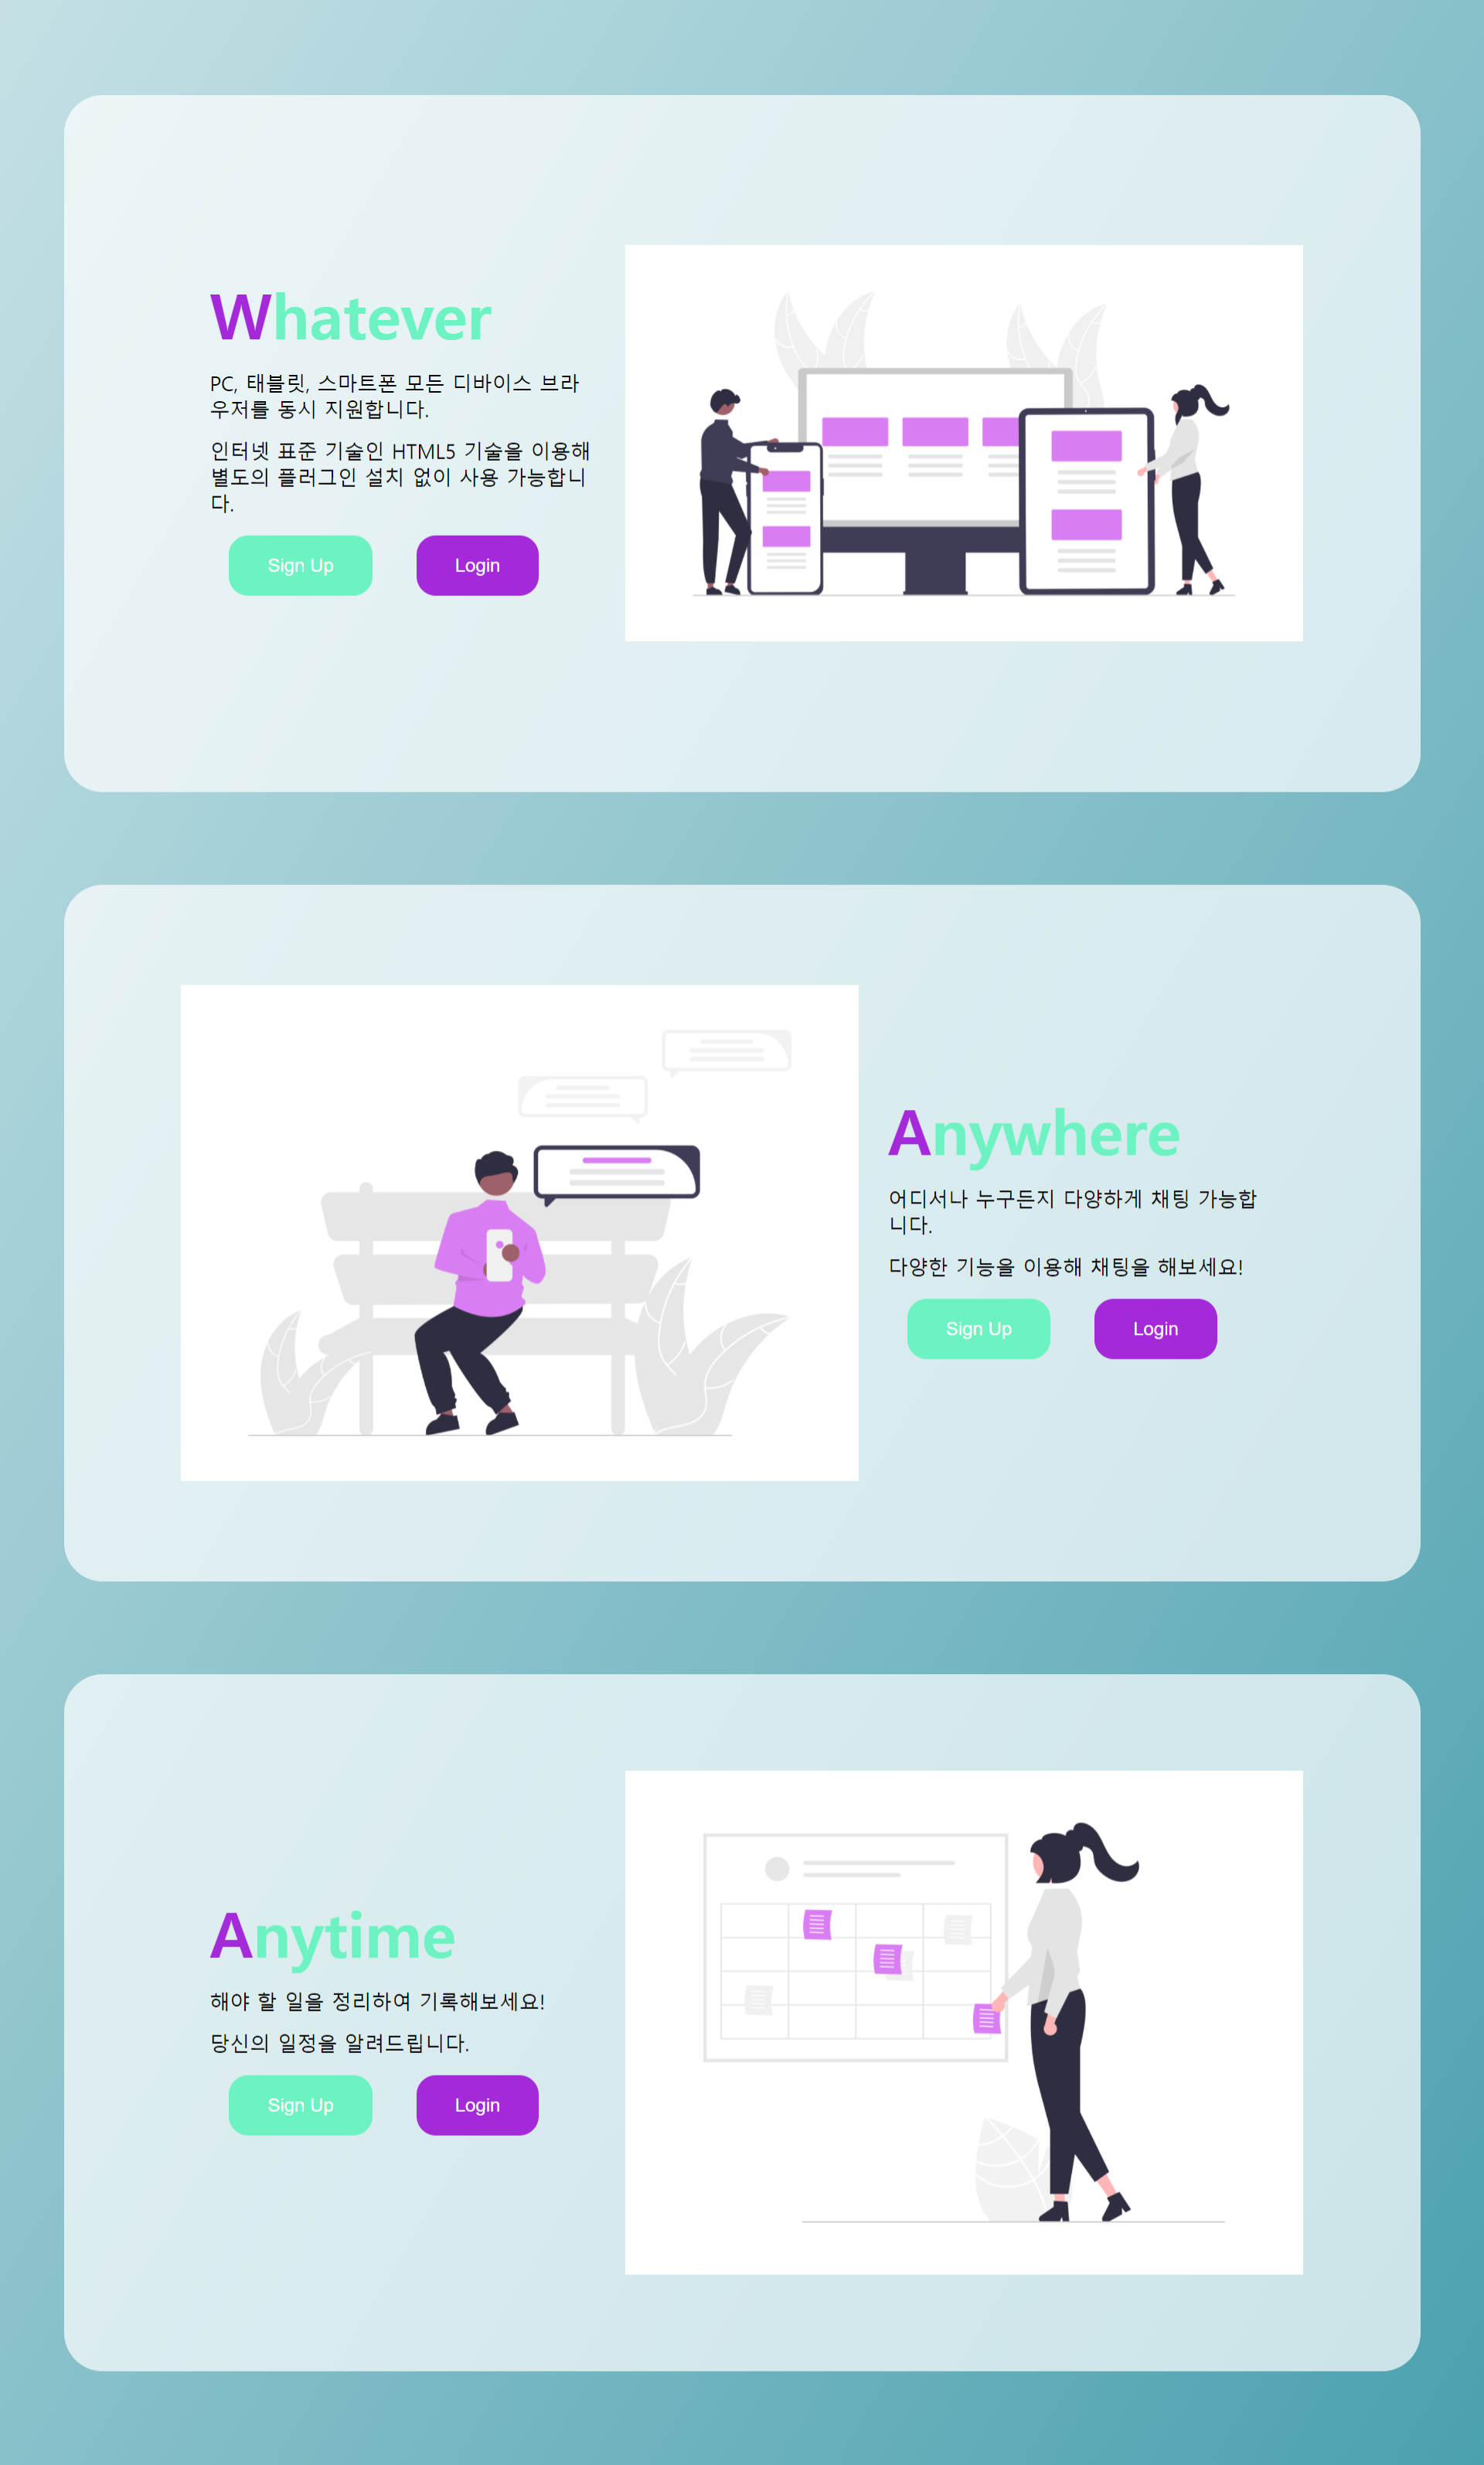 Whatever
PC, 태블릿, 스마트폰 모든 디바이스 브라
우저를 동시 지원합니다.
인터넷 표준 기술인 HTML5 기술을 이용해
별도의 플러그인 설치 없이 사용 가능합니
다.
Sign Up Login
Anywhere
어디서나 누구든지 다양하게 채팅 가능합
니다.
다양한 기능을 이용해 채팅을 해보세요!
Sign Up Login
Anytime
해야 할 일을 정리하여 기록해보세요!
당신의 일정을 알려드립니다.
Sign Up Login